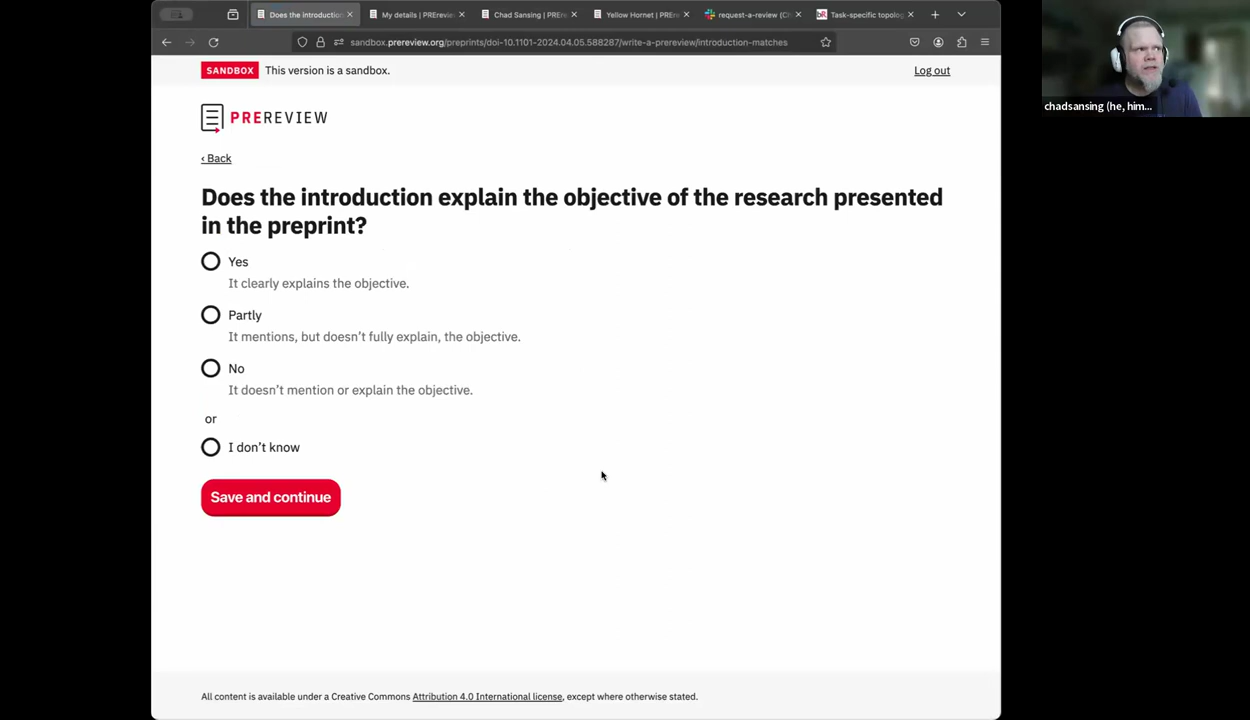 Does the introduction
My details | PREreview
Chad Sansing | PRE
Yellow Hornet | PRE
request-a-review (C
Task-specific topolog
sandbox.prereview.org/preprints/doi-10.1101-2024.04.05.588287/write-a-prereview/introduction-matches
chadsansing (he, him...
SANDBOX This version is a sandbox.
Log out
PREREVIEW
‹ Back
Does the introduction explain the objective of the research presented
in the preprint?
Yes
It clearly explains the objective.
Partly
It mentions, but doesn’t fully explain, the objective.
No
It doesn’t mention or explain the objective.
or
I don’t know
Save and continue
All content is available under a Creative Commons Attribution 4.0 International license, except where otherwise stated.